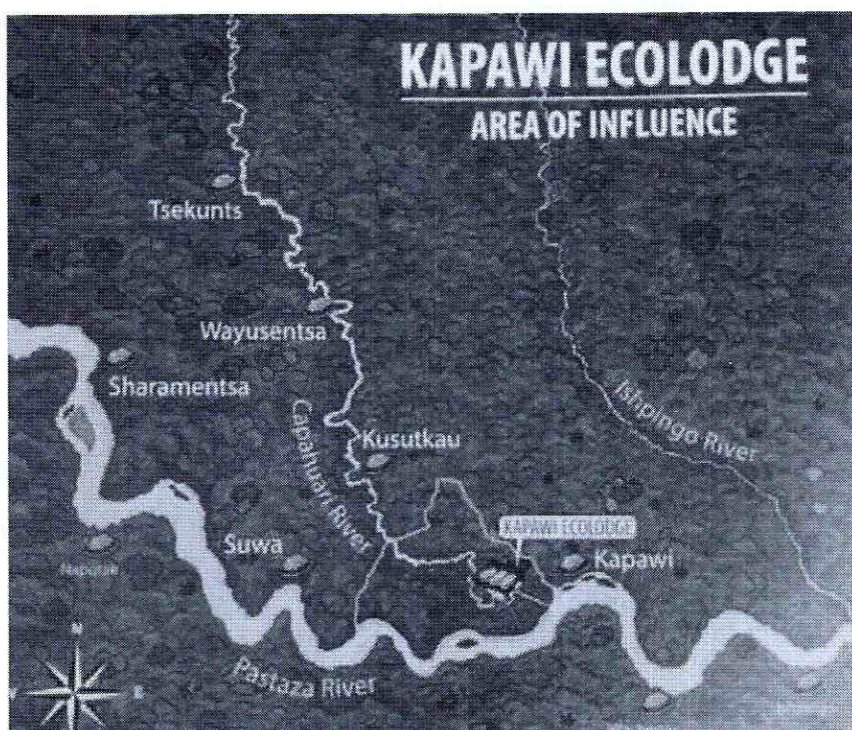 KAPAWI ECOLODGE
AREA OF INFLUENCE
Tsekunts
Wayusentsa
Sharamentsa
Capahuari River
Kusutkau
Ishpingo River
KAPAWI ECOLODGE
Suwa
Kapawi
Pastaza River
N
E